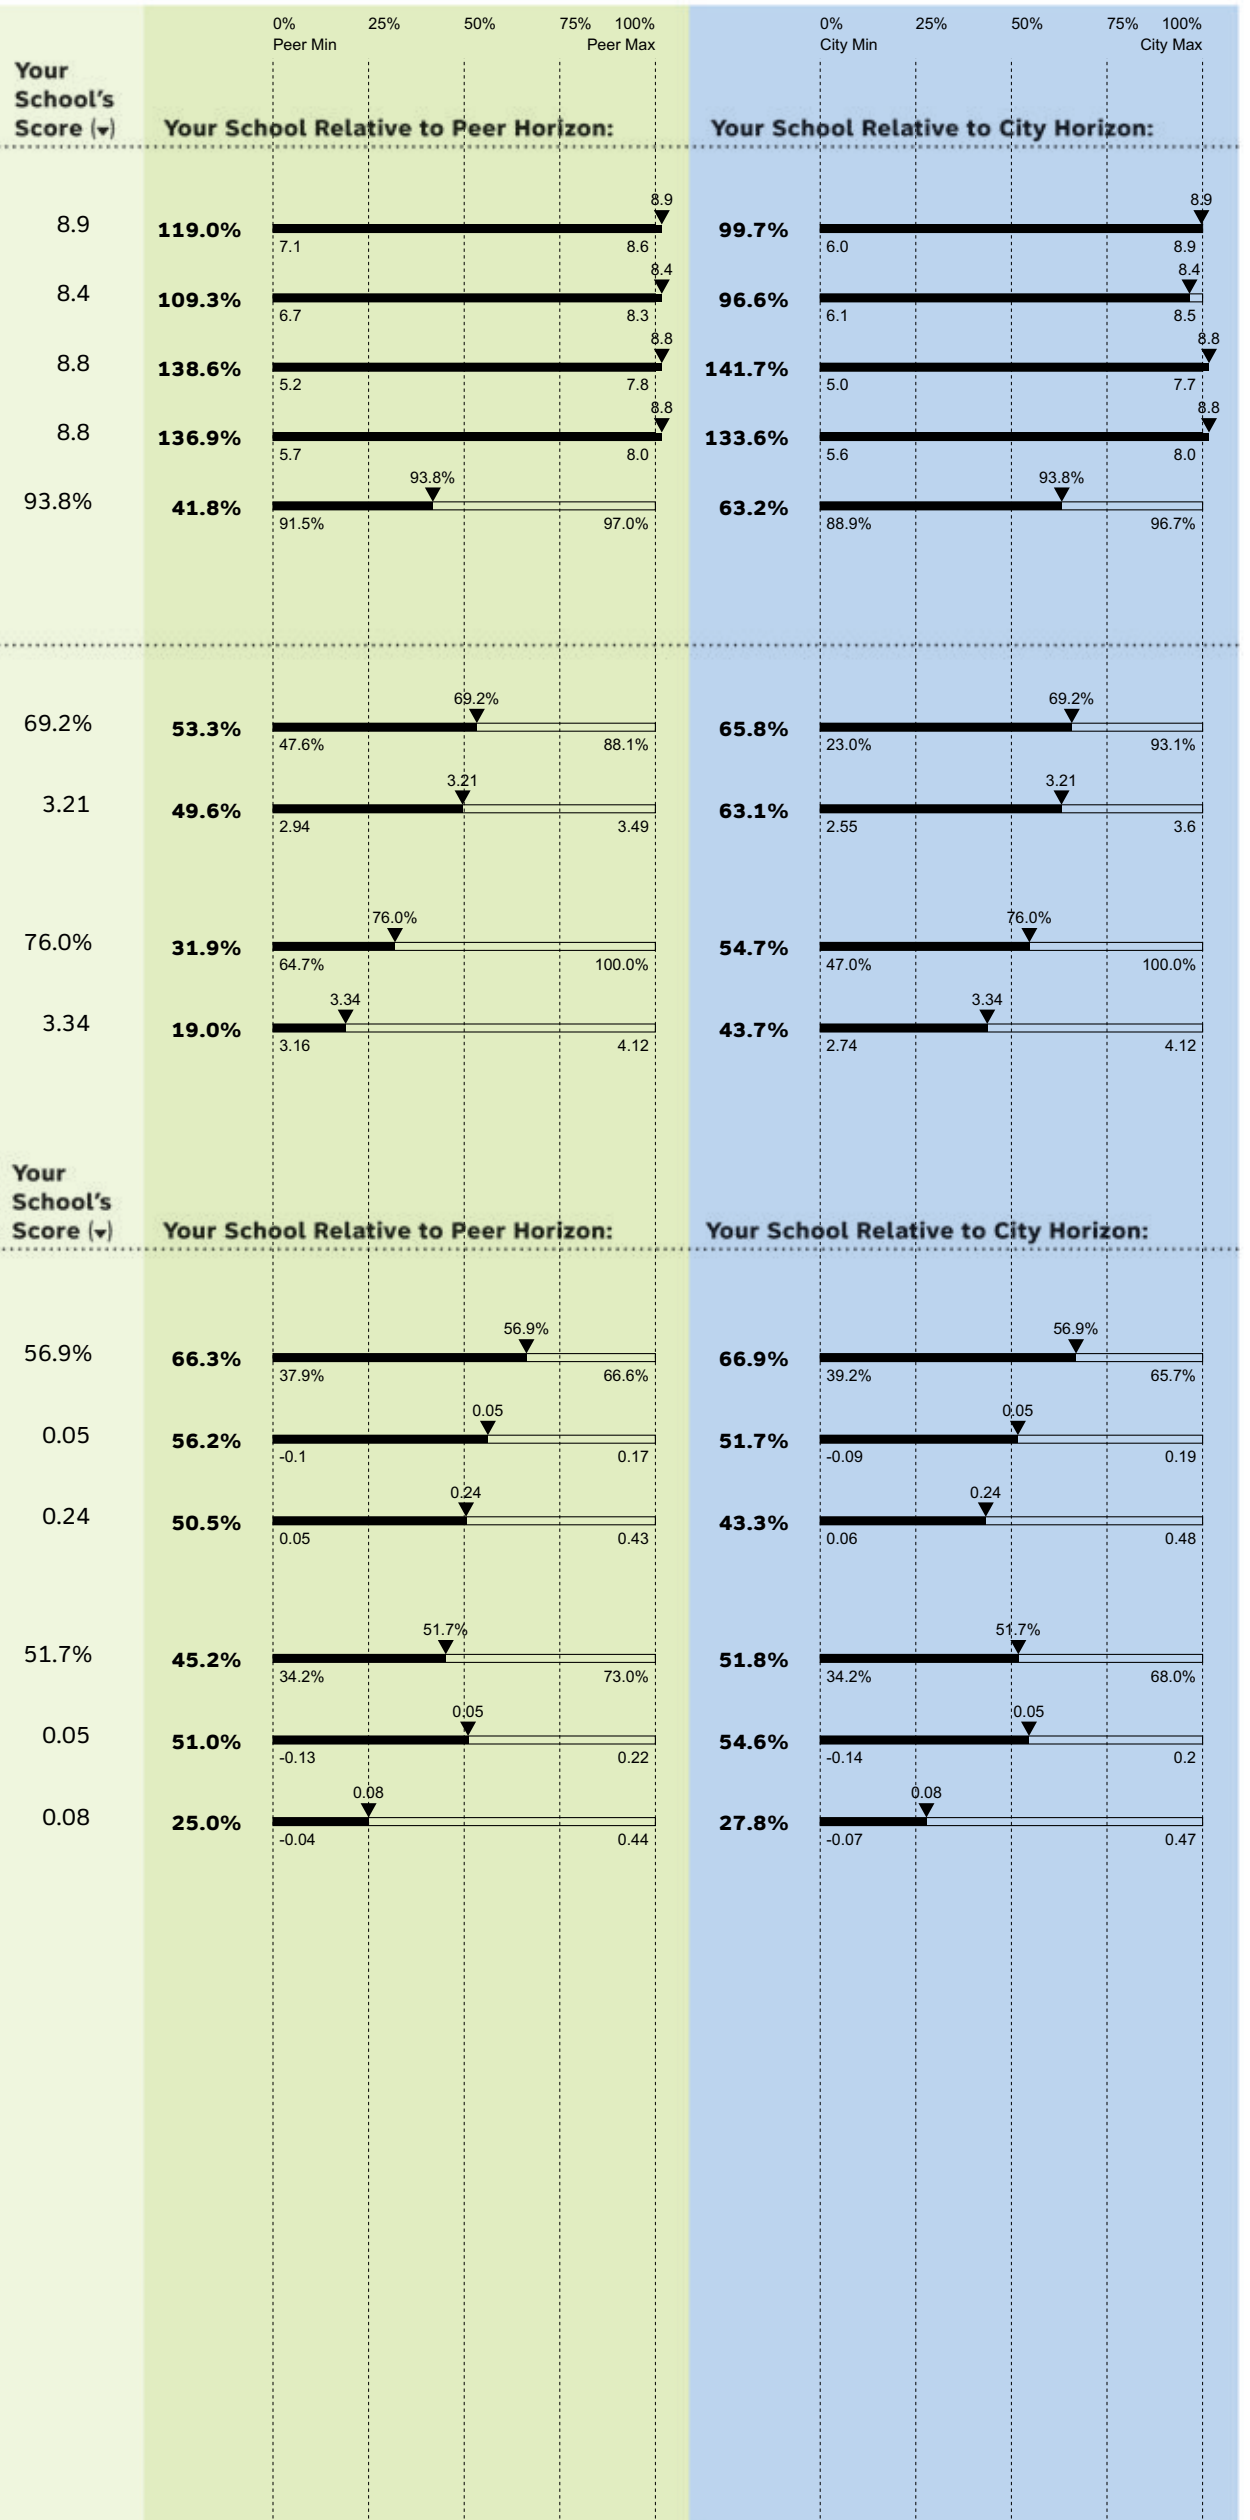 0% 25% 50% 75% 100% 0% 25% 50% 75% 100%
Peer Min Peer Max City Min City Max
Your
School's
Score (▼) Your School Relative to Peer Horizon: Your School Relative to City Horizon:
8.9 8.9
8.9 119.0% 99.7%
7.1 8.6 6.0 8.9
8.4 8.4
8.4 109.3% 96.6%
6.7 8.3 6.1 8.5
8.8 8.8
8.8 138.6% 141.7%
5.2 7.8 5.0 7.7
8.8 8.8
8.8 136.9% 133.6%
5.7 8.0 5.6 8.0
93.8% 93.8%
93.8% 41.8% 63.2%
91.5% 97.0% 88.9% 96.7%
69.2% 69.2%
69.2% 53.3% 65.8%
47.6% 88.1% 23.0% 93.1%
3.21 3.21
3.21 49.6% 63.1%
2.94 3.49 2.55 3.6
76.0% 76.0%
76.0% 31.9% 54.7%
64.7% 100.0% 47.0% 100.0%
3.34 3.34
3.34 19.0% 43.7%
3.16 4.12 2.74 4.12
Your
School's
Score (▼) Your School Relative to Peer Horizon: Your School Relative to City Horizon:
56.9% 56.9%
56.9% 66.3% 66.9%
37.9% 66.6% 39.2% 65.7%
0.05 0.05
0.05 56.2% 51.7%
-0.1 0.17 -0.09 0.19
0.24 0.24
0.24 50.5% 43.3%
0.05 0.43 0.06 0.48
51.7% 51.7%
51.7% 45.2% 51.8%
34.2% 73.0% 34.2% 68.0%
0.05 0.05
0.05 51.0% 54.6%
-0.13 0.22 -0.14 0.2
0.08 0.08
0.08 25.0% 27.8%
-0.04 0.44 -0.07 0.47